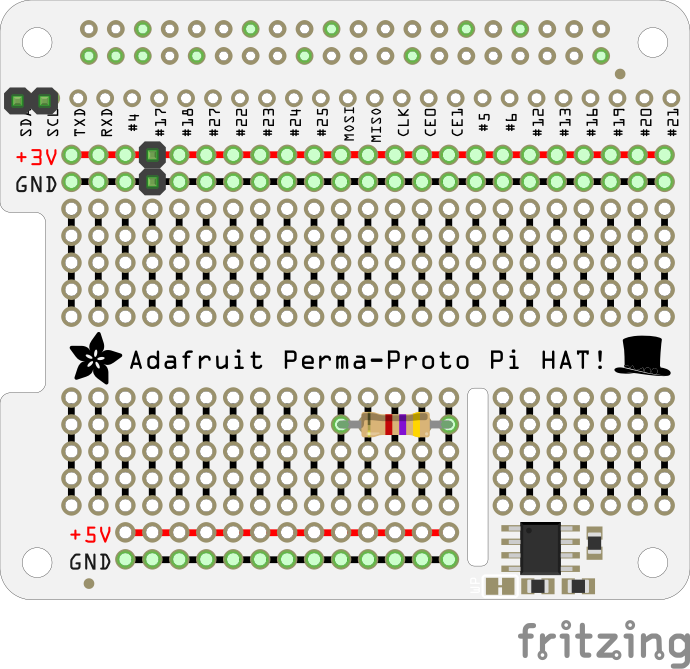 SDA SCL TXD RXD #4 #17 #18 #27 #22 #23 #24 #25 MOSI MISO CLK CE0 CE1 #5 #6 #12 #13 #16 #19 #20 #21
+3V
GND
Adafruit Perma-Proto Pi HAT!
+5V
GND
WP
fritzing